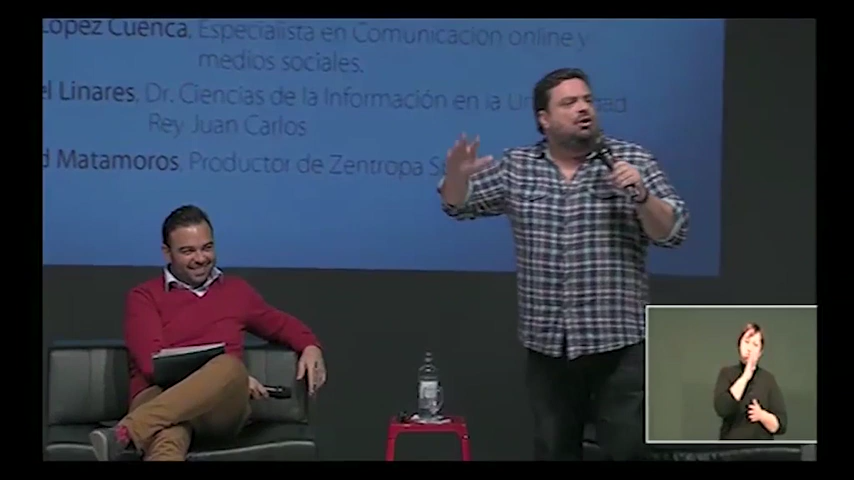 López Cuenca, Especialista en Comunicación online y
medios sociales.
el Linares, Dr. Ciencias de la Información en la
Rey Juan Carlos
d Matamoros, Productor de Zentropa